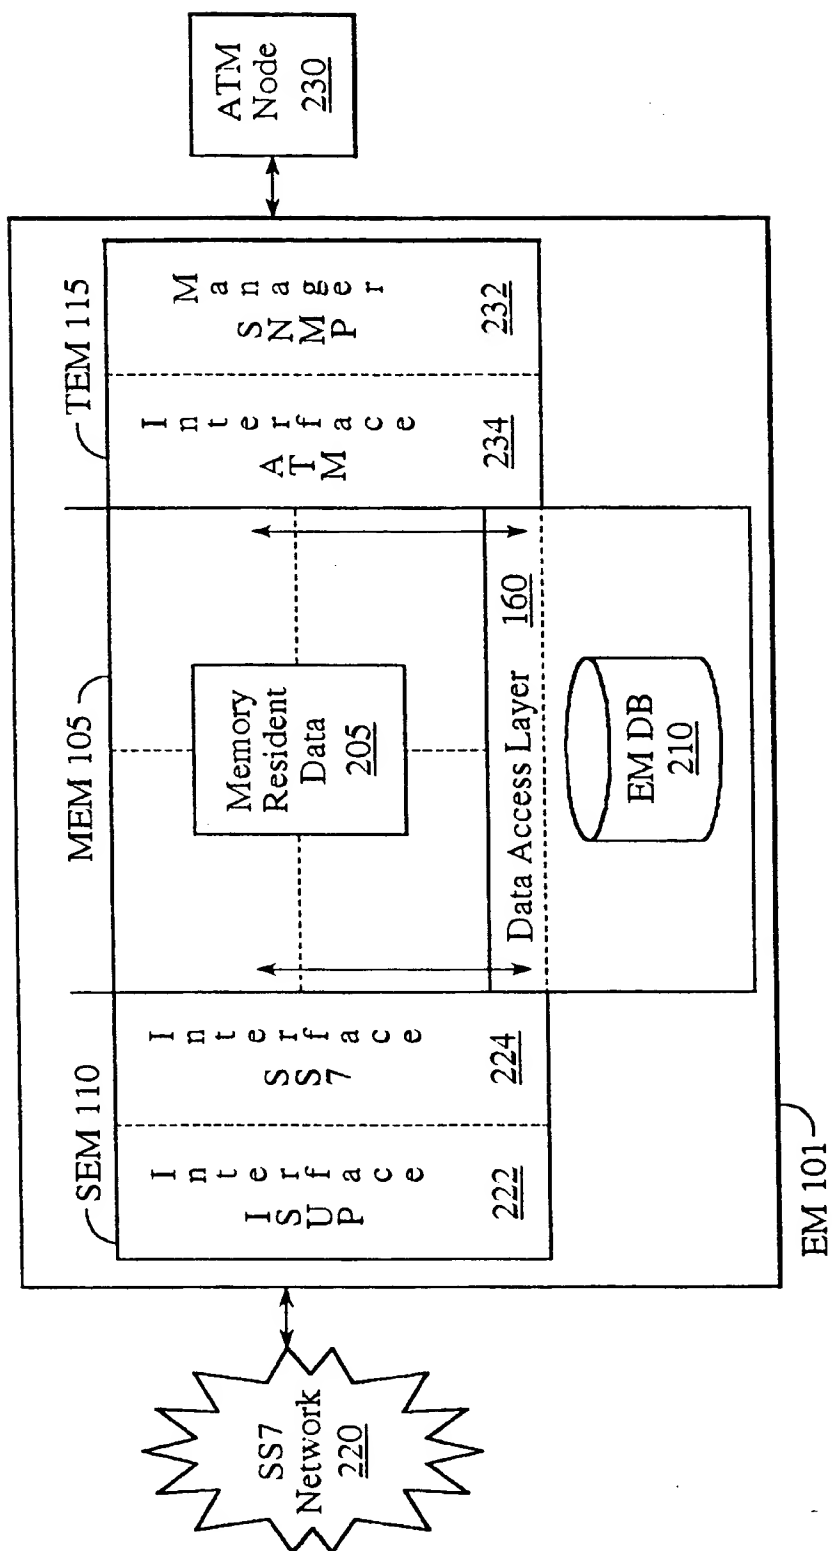 SEM 110
MEM 105
TEM 115
SS7
Network
220
Interface
ISUP
222
Interface
SS7
224
Memory
Resident
Data
205
Data Access Layer 160
EM DB
210
Interface
ATM
234
Manager
SNMP
232
ATM
Node
230
EM 101